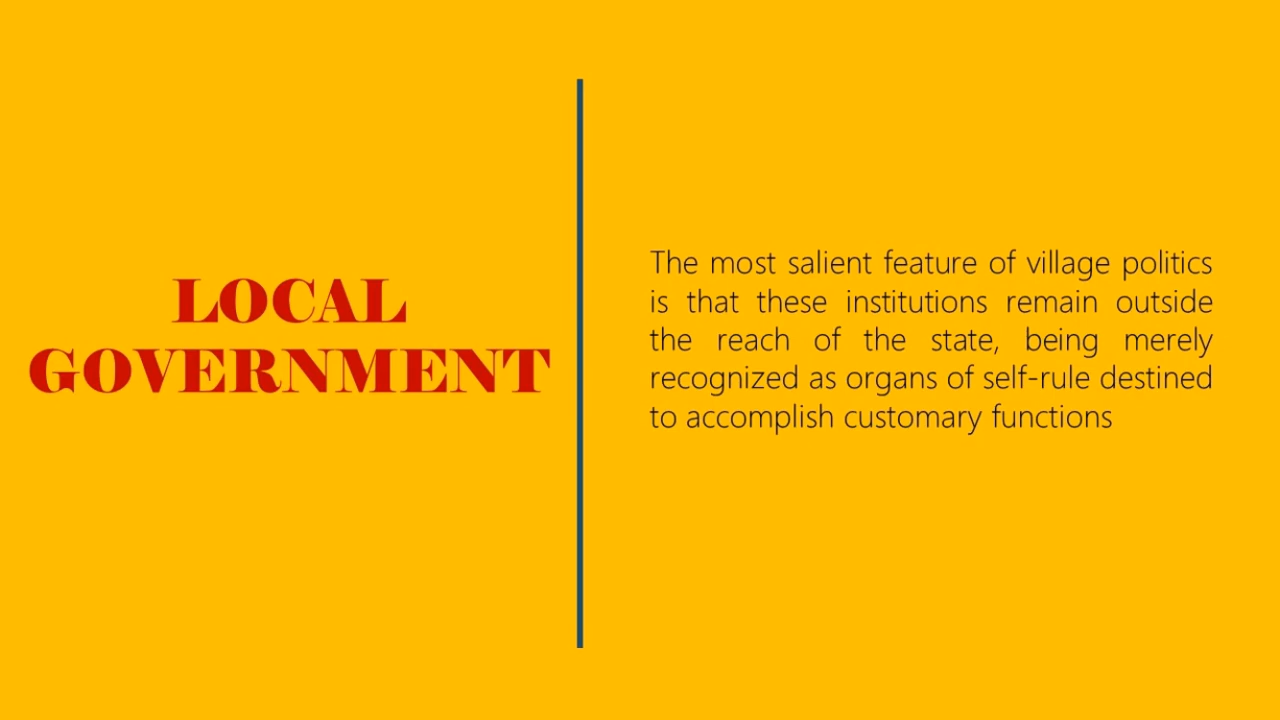 LOCAL
GOVERNMENT
The most salient feature of village politics
is that these institutions remain outside
the reach of the state, being merely
recognized as organs of self-rule destined
to accomplish customary functions